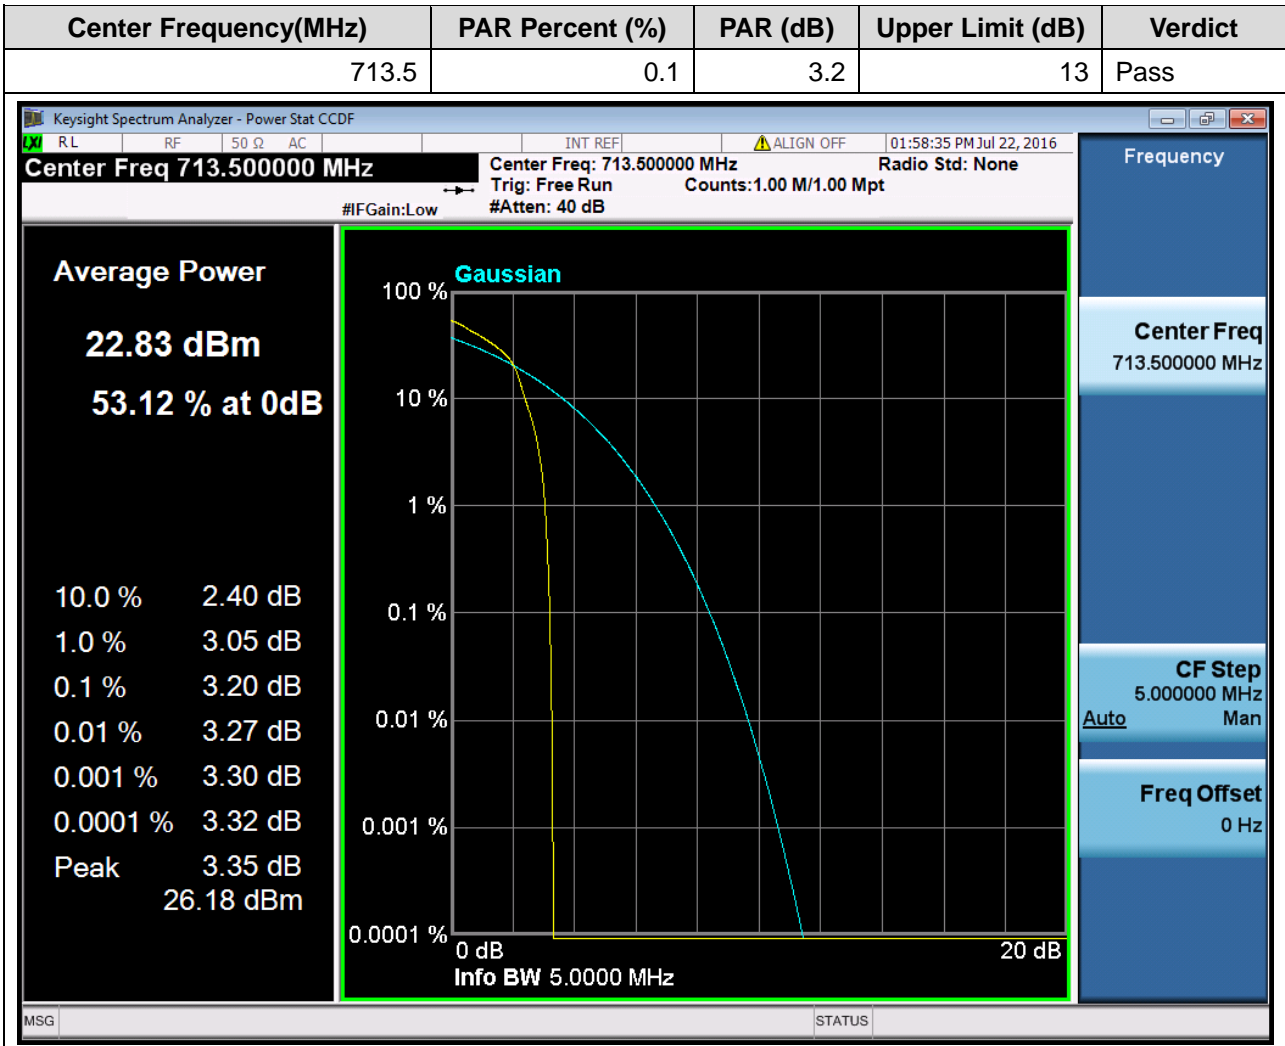 Center Frequency(MHz) PAR Percent (%) PAR (dB) Upper Limit (dB) Verdict
713.5 0.1 3.2 13 Pass
Keysight Spectrum Analyzer - Power Stat CCDF
LXI RL RF 50 Ω AC INT REF ALIGN OFF 01:58:35 PM Jul 22, 2016
Center Freq 713.500000 MHz
#IFGain:Low
Center Freq: 713.500000 MHz
Trig: Free Run Counts:1.00 M/1.00 Mpt
#Atten: 40 dB
Radio Std: None
Frequency
Average Power
22.83 dBm
53.12 % at 0dB
10.0 % 2.40 dB
1.0 % 3.05 dB
0.1 % 3.20 dB
0.01 % 3.27 dB
0.001 % 3.30 dB
0.0001 % 3.32 dB
Peak 3.35 dB
26.18 dBm
Gaussian
100 %
10 %
1 %
0.1 %
0.01 %
0.001 %
0.0001 %
0 dB 20 dB
Info BW 5.0000 MHz
Center Freq
713.500000 MHz
CF Step
5.000000 MHz
Auto Man
Freq Offset
0 Hz
MSG STATUS